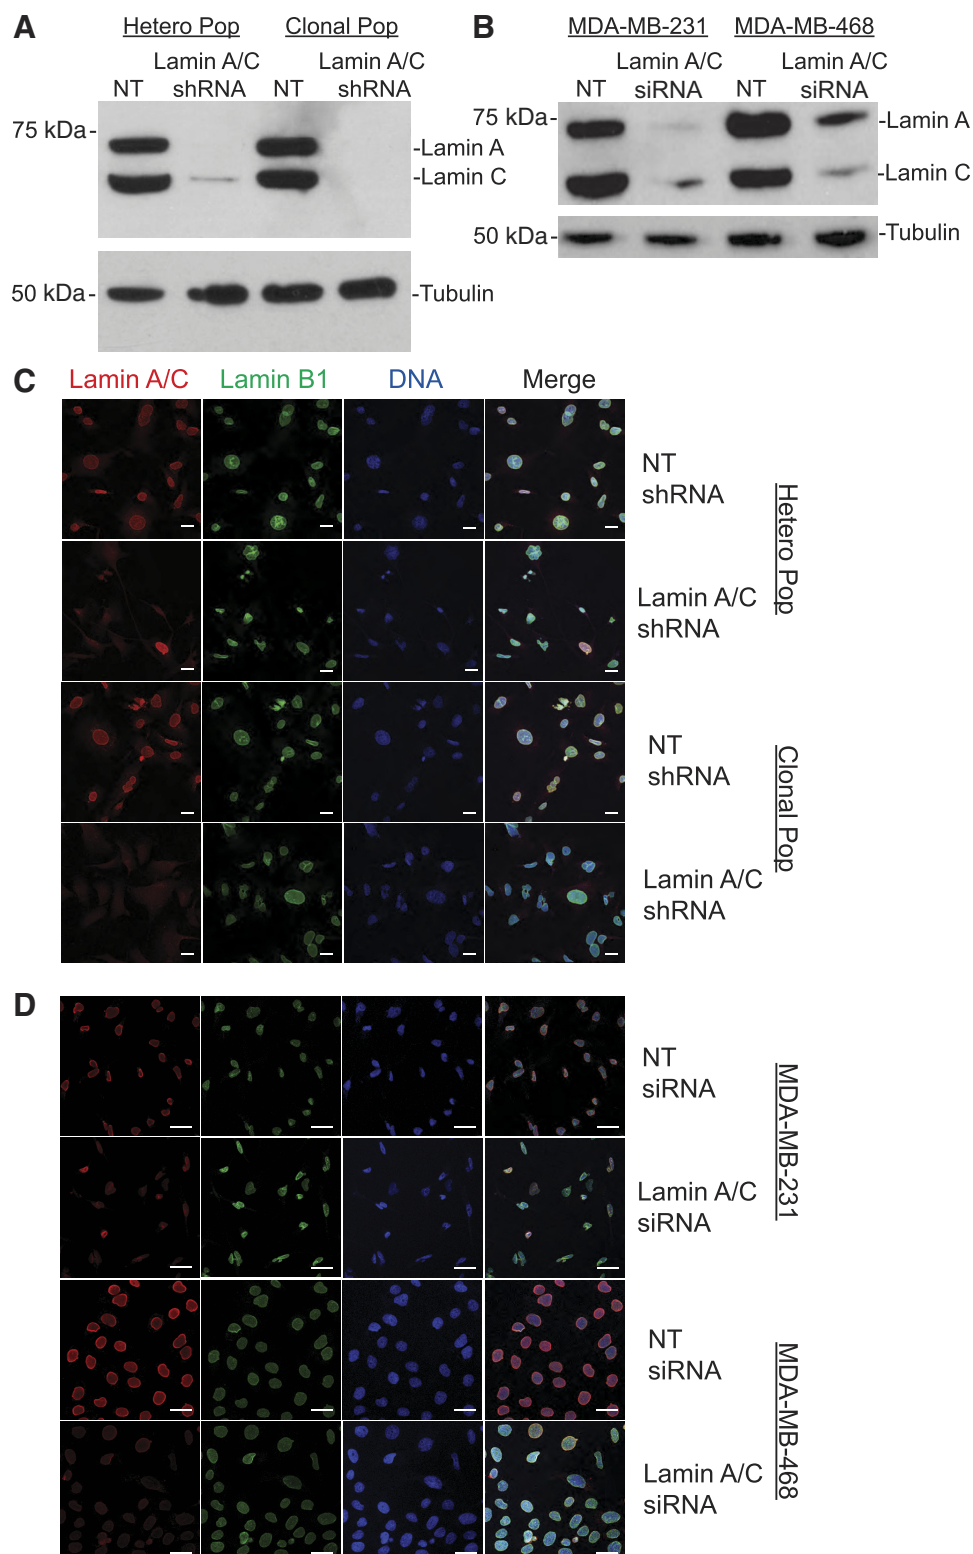 A
Hetero Pop
Clonal Pop
NT
Lamin A/C
shRNA
NT
Lamin A/C
shRNA
75 kDa-
-Lamin A
-Lamin C
50 kDa-
-Tubulin
B
MDA-MB-231
MDA-MB-468
NT
Lamin A/C
siRNA
NT
Lamin A/C
siRNA
75 kDa-
-Lamin A
-Lamin C
50 kDa-
-Tubulin
C
Lamin A/C
Lamin B1
DNA
Merge
NT
shRNA
Lamin A/C
shRNA
Hetero Pop
NT
shRNA
Lamin A/C
shRNA
Clonal Pop
D
NT
siRNA
Lamin A/C
siRNA
MDA-MB-231
NT
siRNA
Lamin A/C
siRNA
MDA-MB-468